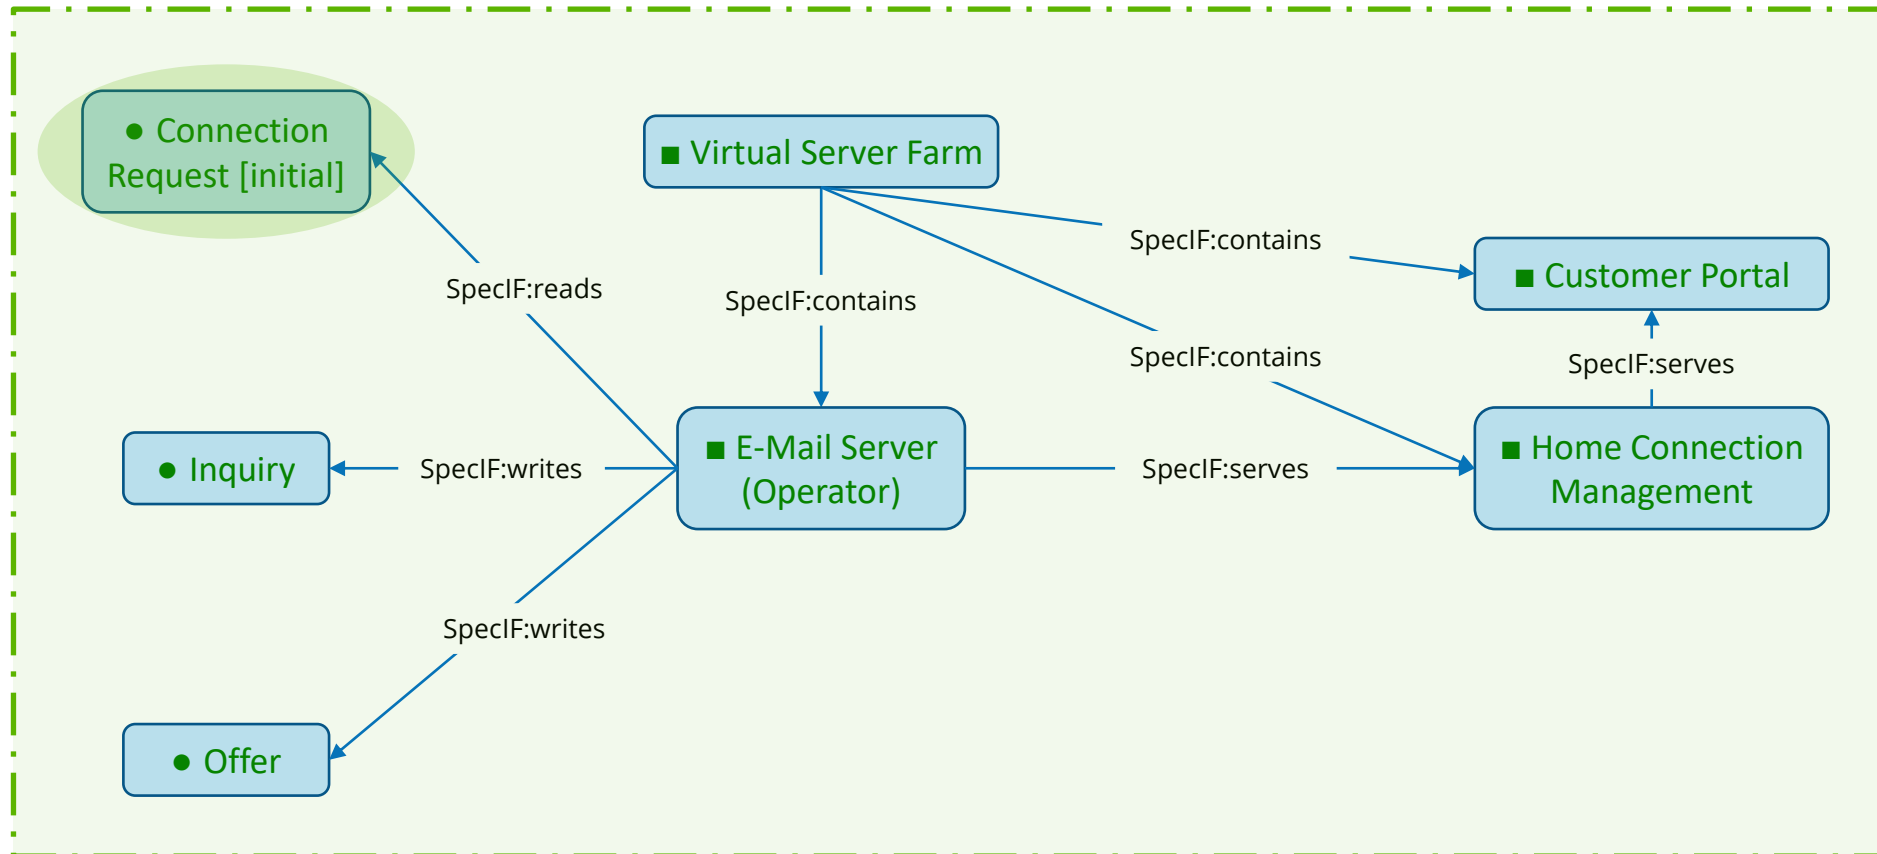 ● Connection
Request [initial]
■ Virtual Server Farm
SpecIF:contains
■ Customer Portal
SpecIF:reads
SpecIF:contains
SpecIF:contains
SpecIF:serves
● Inquiry
SpecIF:writes
■ E-Mail Server
(Operator)
SpecIF:serves
■ Home Connection
Management
SpecIF:writes
● Offer